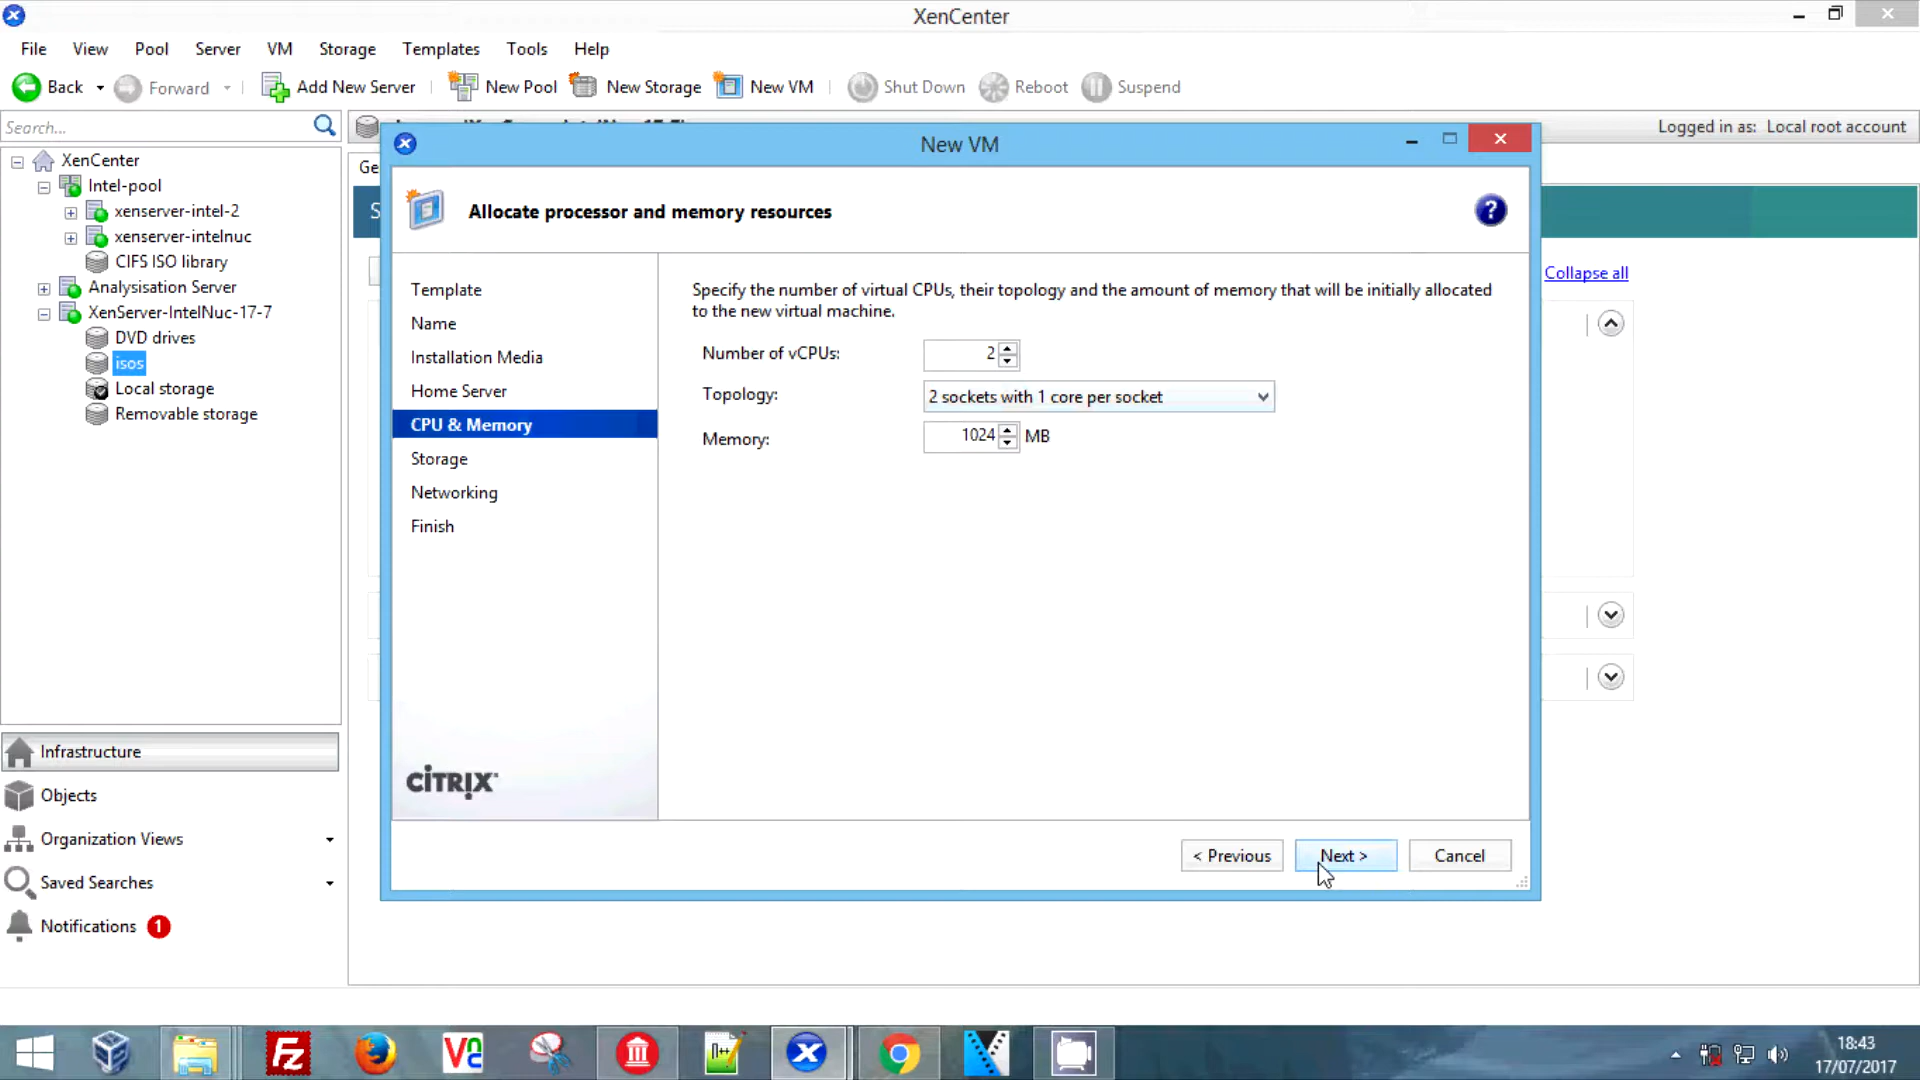 XenCenter
File View Pool Server VM Storage Templates Tools Help
Back Forward Add New Server New Pool New Storage New VM Shut Down Reboot Suspend
Search...
Logged in as: Local root account
XenCenter
Intel-pool
xenserver-intel-2
xenserver-intelnuc
CIFS ISO library
Analysisation Server
XenServer-IntelNuc-17-7
DVD drives
isos
Local storage
Removable storage
Infrastructure
Objects
Organization Views
Saved Searches
Notifications 1
Ge
S
Collapse all
New VM
Allocate processor and memory resources
?
Template
Name
Installation Media
Home Server
CPU & Memory
Storage
Networking
Finish
CİTRIX
Specify the number of virtual CPUs, their topology and the amount of memory that will be initially allocated
to the new virtual machine.
Number of vCPUs: 2
Topology: 2 sockets with 1 core per socket
Memory: 1024 MB
< Previous Next > Cancel
18:43
17/07/2017